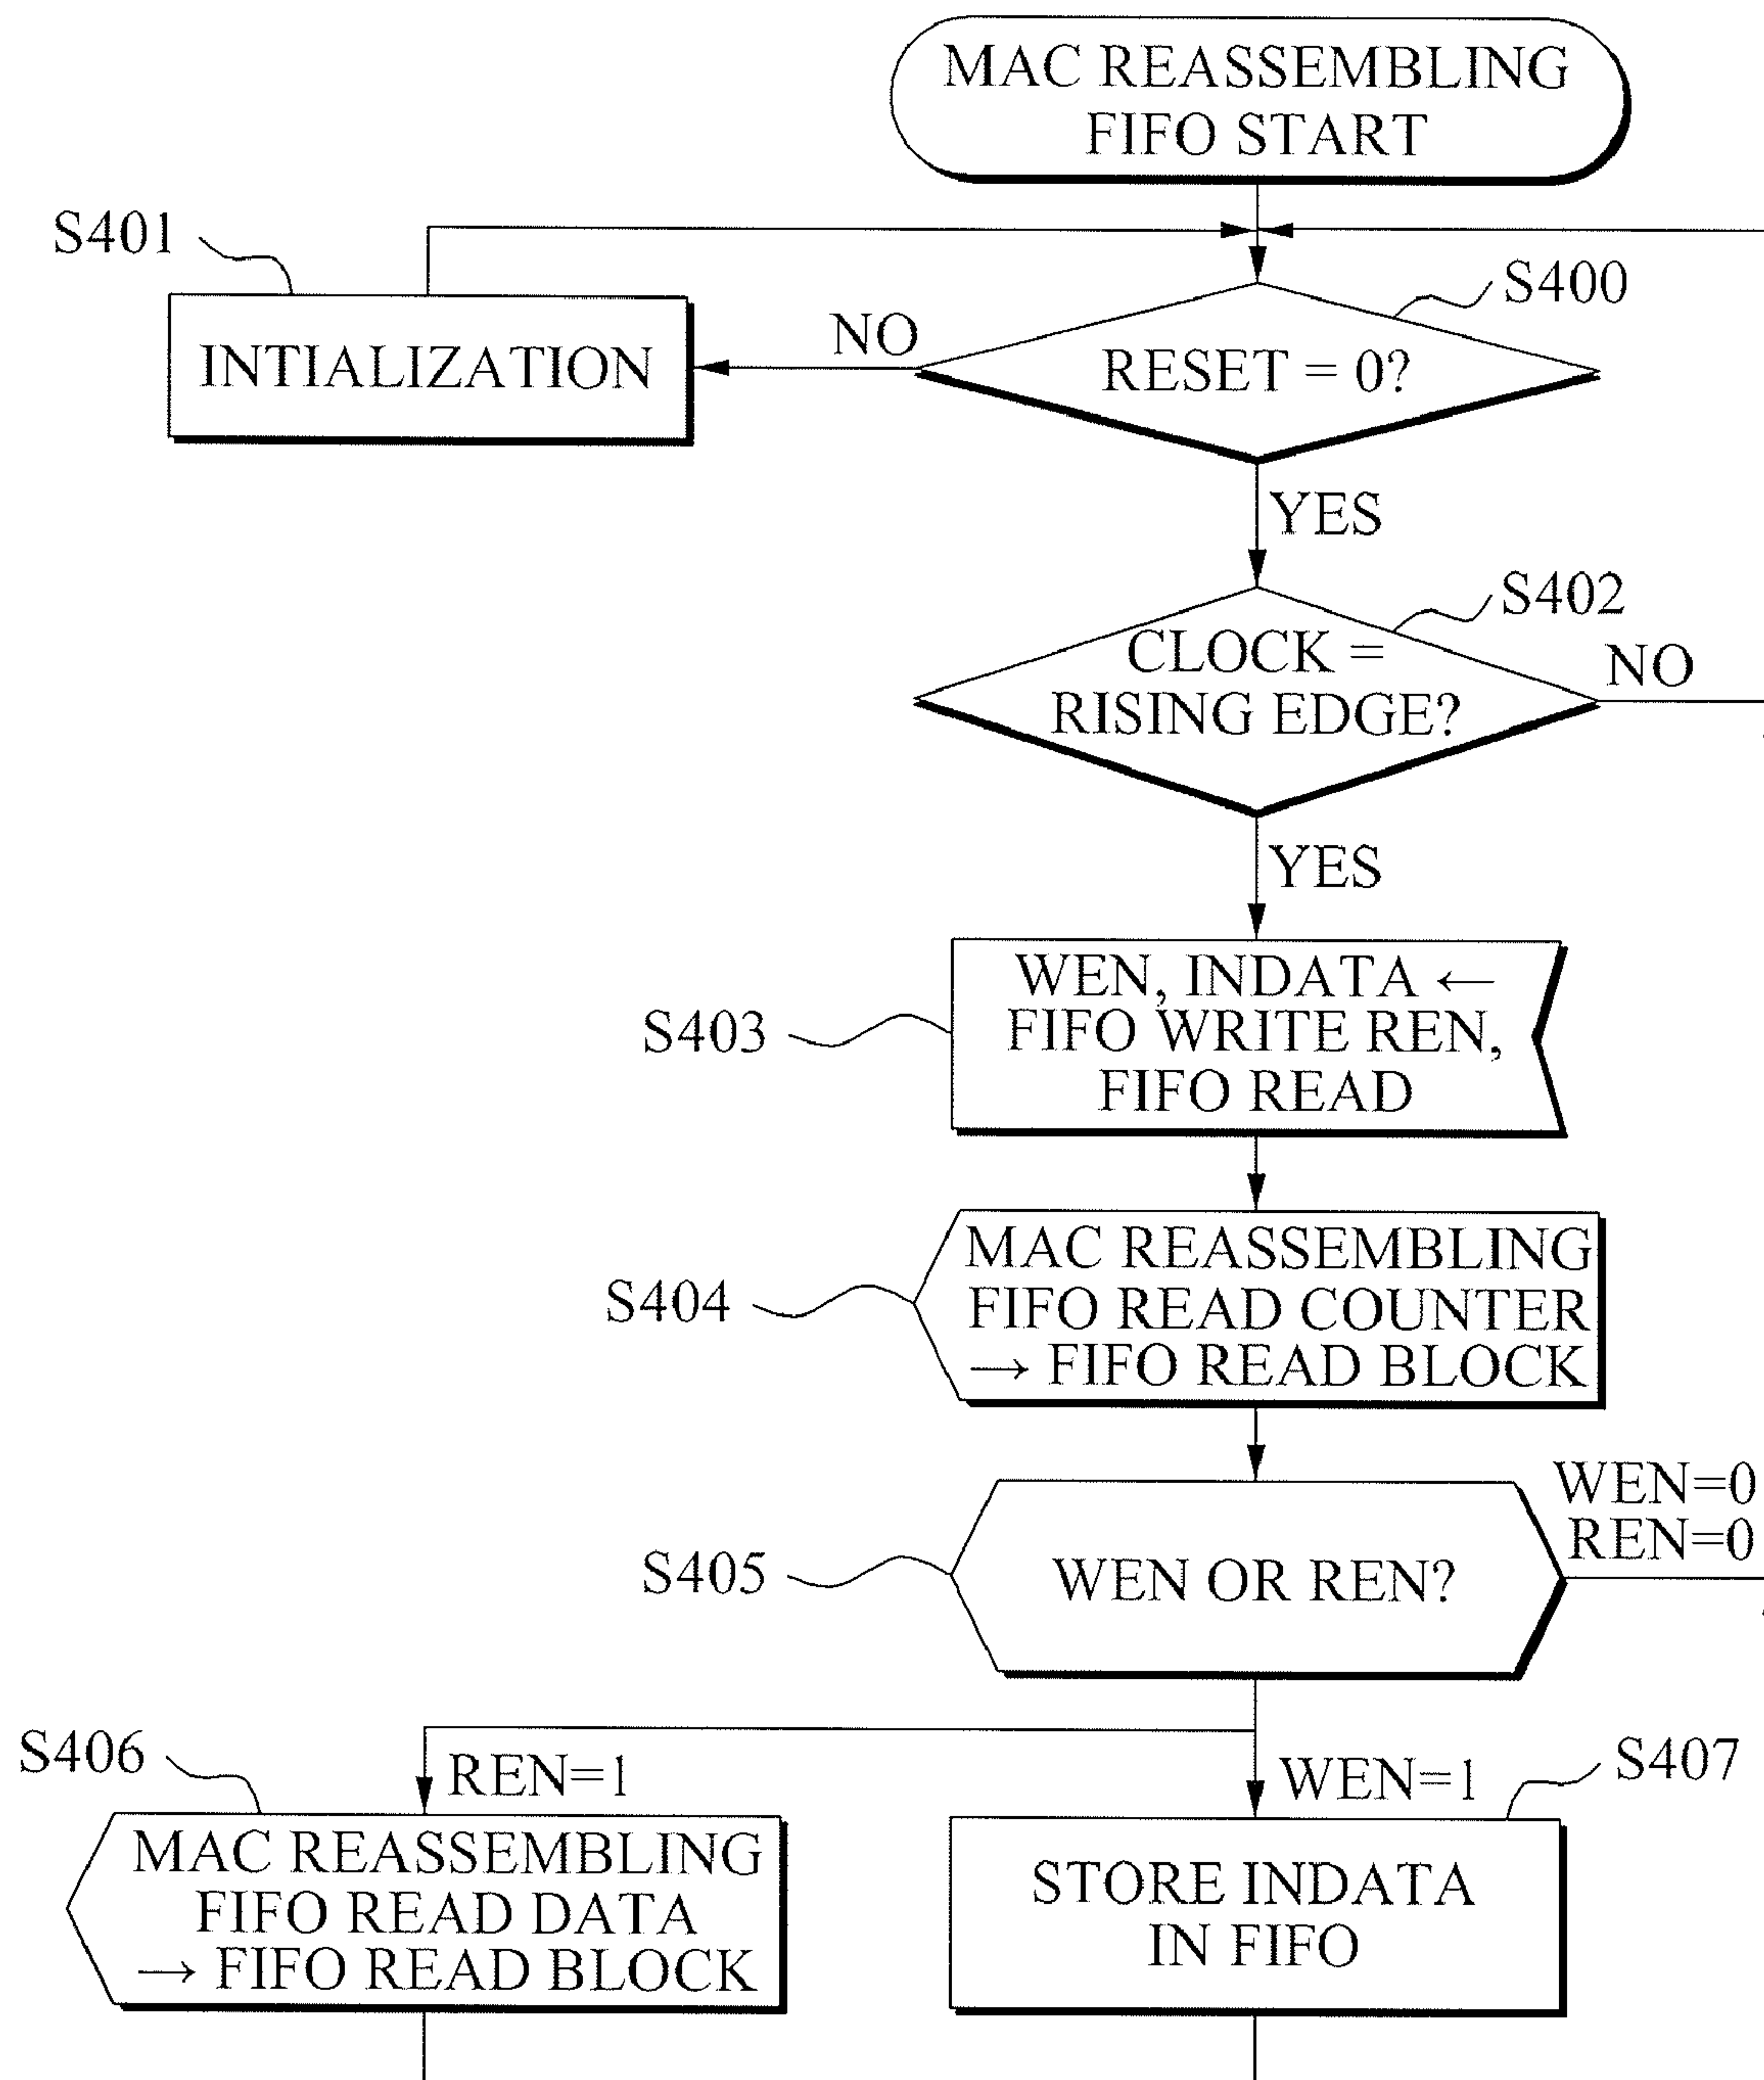 MAC REASSEMBLING
FIFO START
S401
S400
INTIALIZATION
NO
RESET = 0?
YES
S402
CLOCK =
RISING EDGE?
NO
YES
S403
WEN, INDATA ←
FIFO WRITE REN,
FIFO READ
S404
MAC REASSEMBLING
FIFO READ COUNTER
→ FIFO READ BLOCK
WEN=0
REN=0
S405
WEN OR REN?
S406
REN=1
WEN=1
S407
MAC REASSEMBLING
FIFO READ DATA
→ FIFO READ BLOCK
STORE INDATA
IN FIFO